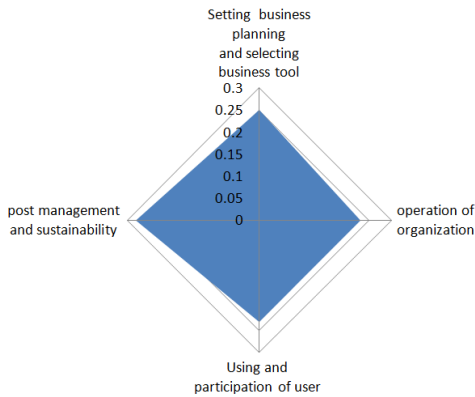 Setting business
planning
and selecting
business tool
0.3
0.25
0.2
0.15
0.1
0.05
0
post management
and sustainability
operation of
organization
Using and
participation of user